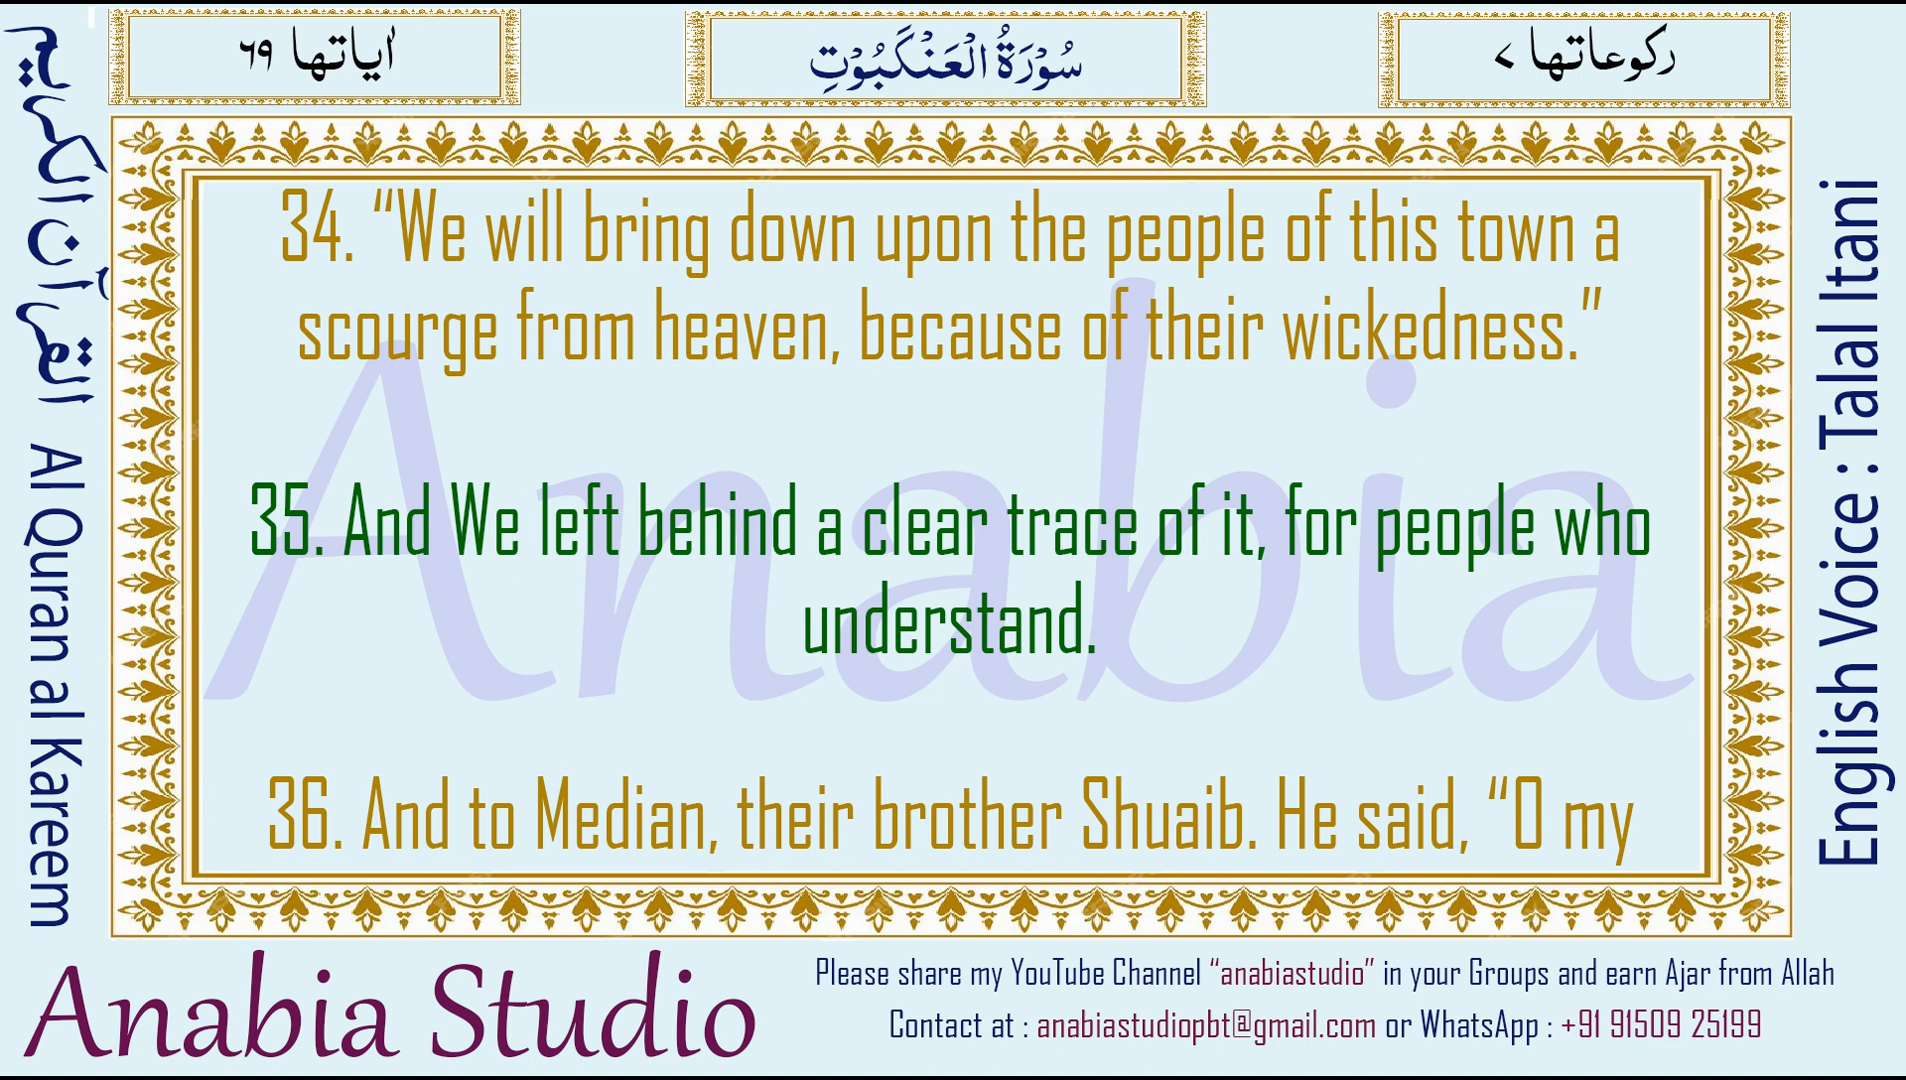 اٰیاتها ٦٩
سُوْرَةُ الْعَنْكَبُوْتِ
ركوعاتها ٧
القرآن الكريم Al Quran al Kareem
34. “We will bring down upon the people of this town a
scourge from heaven, because of their wickedness.”
35. And We left behind a clear trace of it, for people who
understand.
36. And to Median, their brother Shuaib. He said, “O my
Anabia
English Voice : Talal Itani
Anabia Studio
Please share my YouTube Channel “anabiastudio” in your Groups and earn Ajar from Allah
Contact at : anabiastudiopbt@gmail.com or WhatsApp : +91 91509 25199